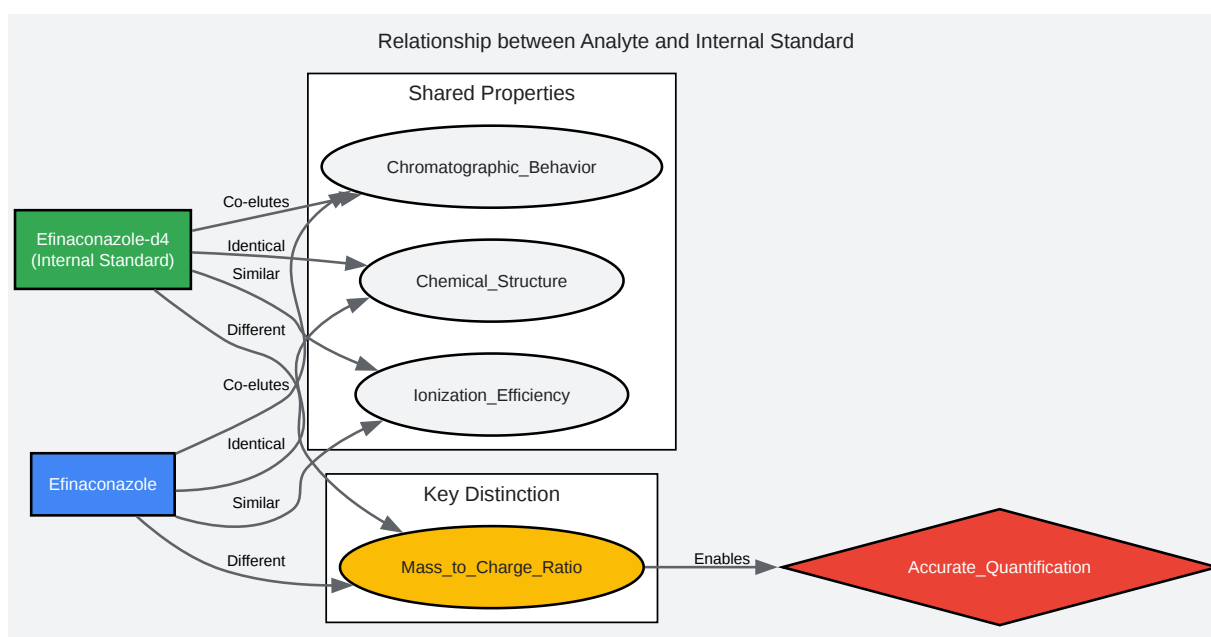 Relationship between Analyte and Internal Standard
Shared Properties
Chromatographic_Behavior
Co-elutes
Efinaconazole-d4
(Internal Standard)
Identical
Chemical_Structure
Similar
Different
Co-elutes
Ionization_Efficiency
Identical
Efinaconazole
Similar
Key Distinction
Different
Mass_to_Charge_Ratio
Enables
Accurate_Quantification